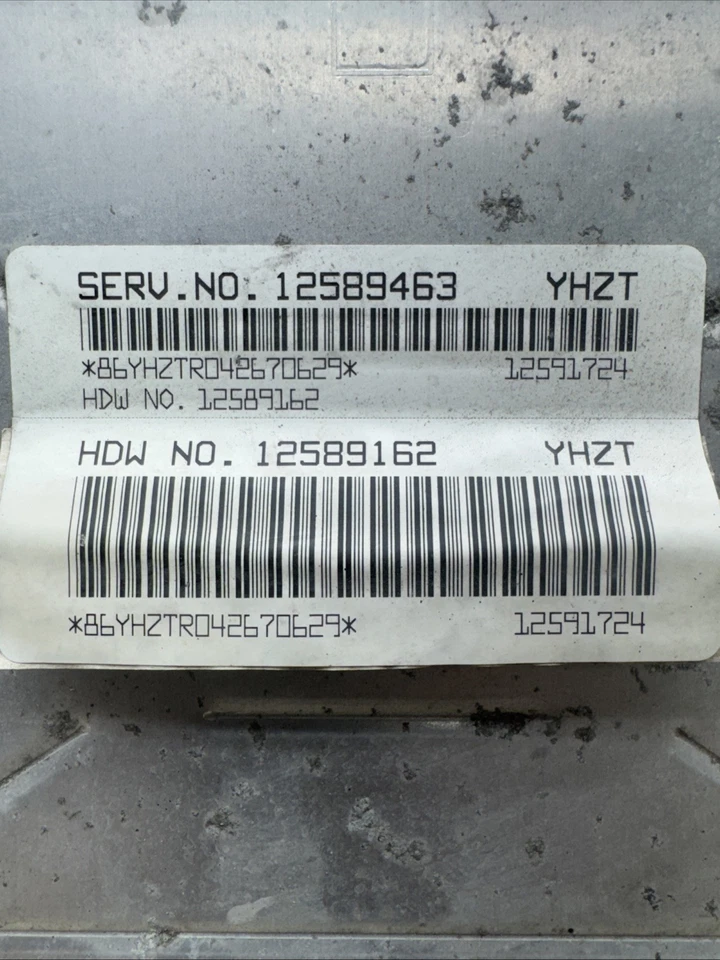 SERV.NO. 12589463 YHZT
*86YHZTR042670629* 12591724
HDW NO. 12589162
HDW NO. 12589162 YHZT
*86YHZTR042670629* 12591724